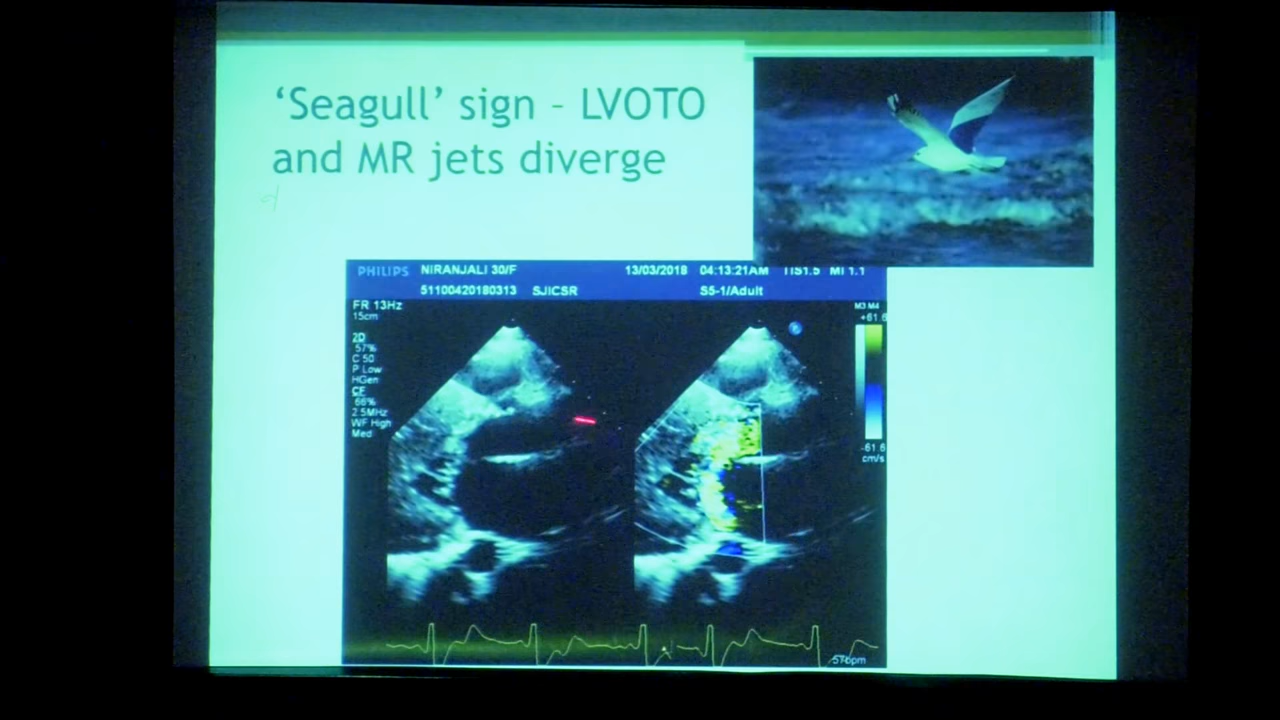 ‘Seagull’ sign – LVOTO
and MR jets diverge
PHILIPS
NIRANJALI 30/F
13/03/2018 04:13:21AM TIS1.5 MI 1.1
51100420180313 SJICSR
S5-1/Adult
FR 13Hz
15cm
M3 M4
+61.6
2D
57%
C 50
P Low
HGen
CF
66%
2.5MHz
WF High
Med
-61.6
cm/s